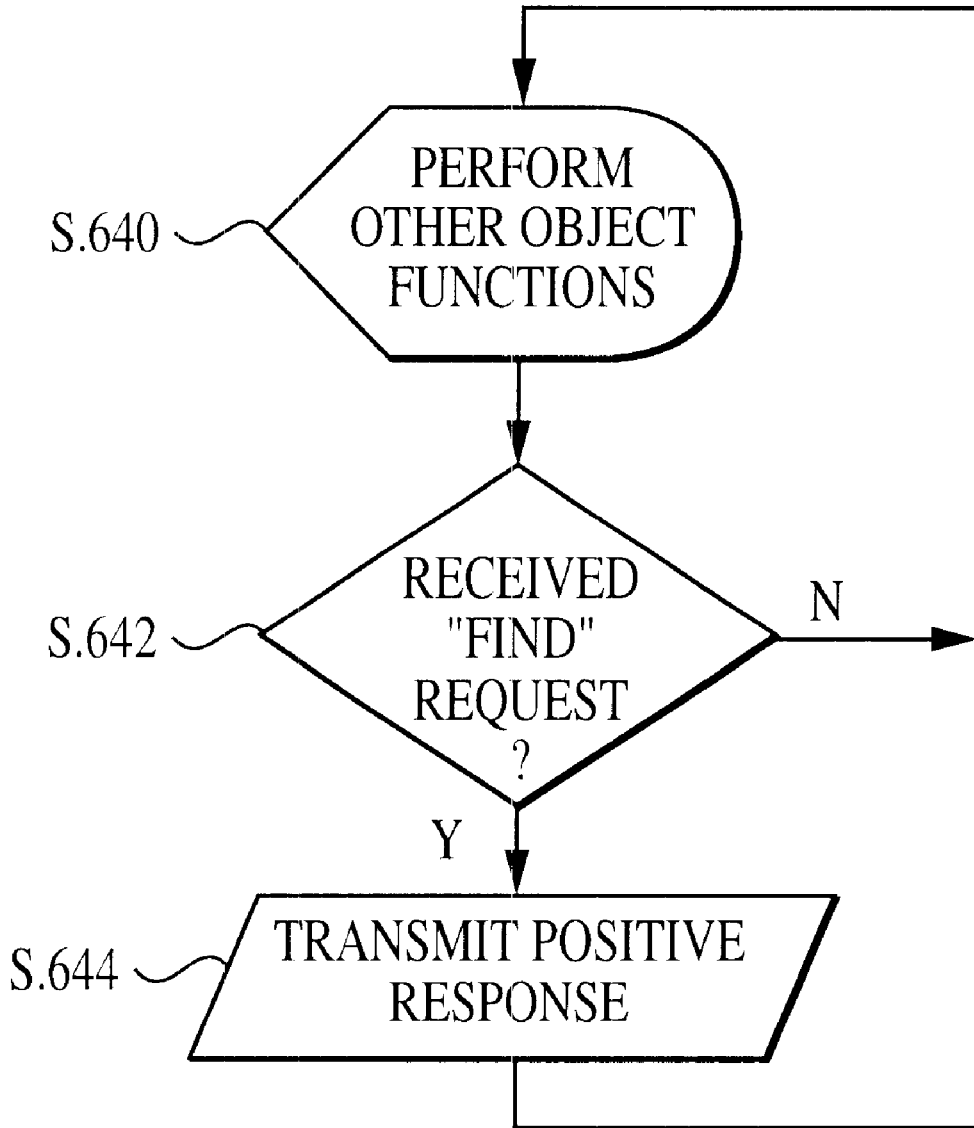 PERFORM
OTHER OBJECT
FUNCTIONS
S.640
RECEIVED
"FIND"
REQUEST
?
S.642
N
Y
TRANSMIT POSITIVE
RESPONSE
S.644